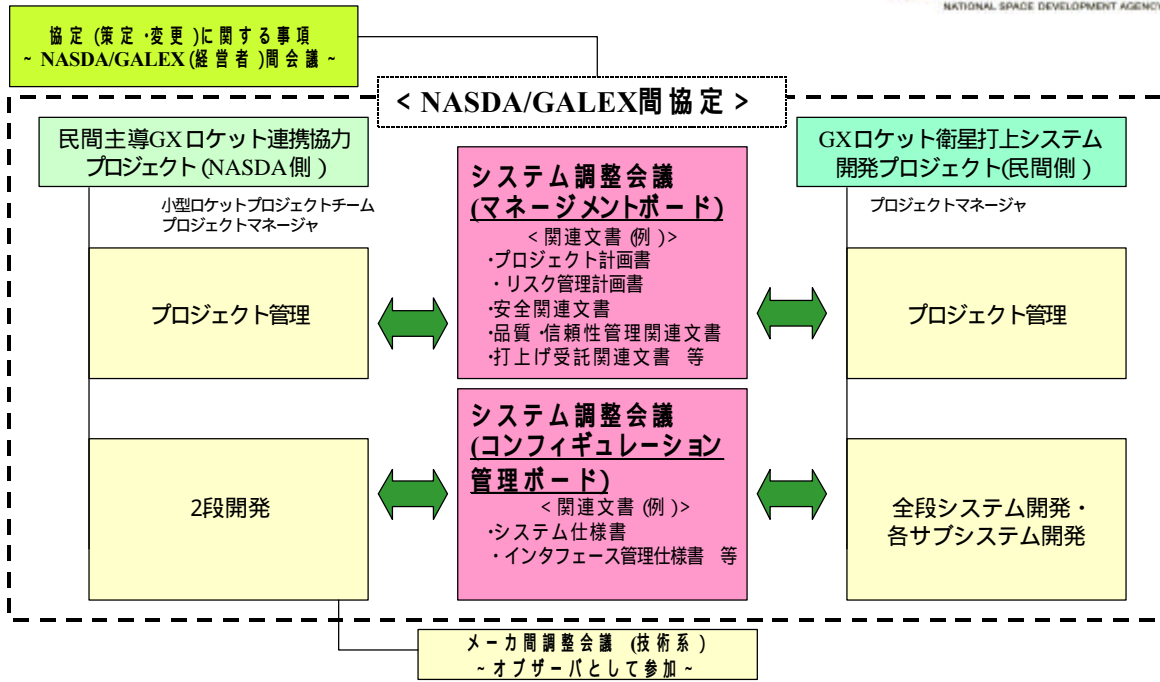 NATIONAL SPACE DEVELOPMENT AGENCY
協定(策定・変更)に関する事項
~ NASDA/GALEX(経営者)間会議 ~
< NASDA/GALEX間協定 >
民間主導GXロケット連携協力
プロジェクト(NASDA側)
小型ロケットプロジェクトチーム
プロジェクトマネージャ
プロジェクト管理
2段開発
システム調整会議
(マネージメントボード)
<関連文書(例)>
・プロジェクト計画書
・リスク管理計画書
・安全関連文書
・品質・信頼性管理関連文書
・打上げ受託関連文書 等
システム調整会議
(コンフィギュレーション
管理ボード)
<関連文書(例)>
・システム仕様書
・インタフェース管理仕様書 等
GXロケット衛星打上システム
開発プロジェクト(民間側)
プロジェクトマネージャ
プロジェクト管理
全段システム開発・
各サブシステム開発
メーカ間調整会議 (技術系)
~オブザーバとして参加~